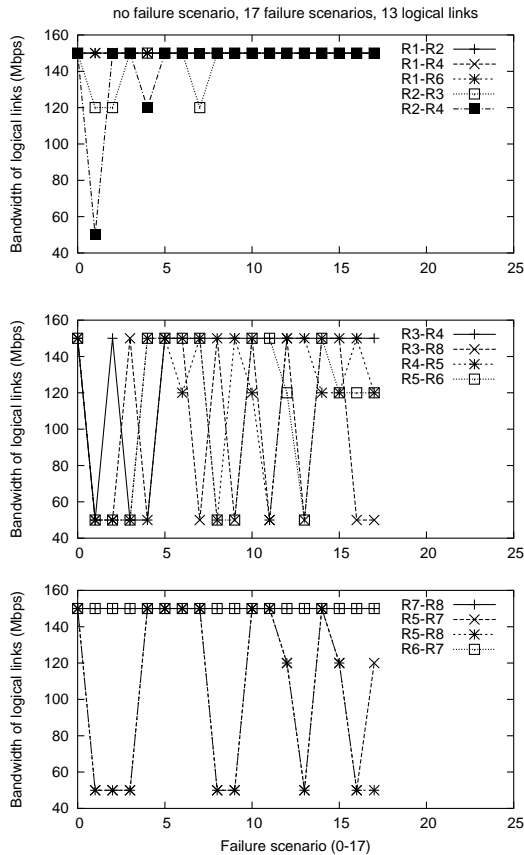 no failure scenario, 17 failure scenarios, 13 logical links
160
140
120
100
80
60
40
0
5
10
15
20
25
Bandwidth of logical links (Mbps)
R1-R2
R1-R4
R1-R6
R2-R3
R2-R4
160
140
120
100
80
60
40
0
5
10
15
20
25
Bandwidth of logical links (Mbps)
R3-R4
R3-R8
R4-R5
R5-R6
160
140
120
100
80
60
40
0
5
10
15
20
25
Bandwidth of logical links (Mbps)
R7-R8
R5-R7
R5-R8
R6-R7
Failure scenario (0-17)